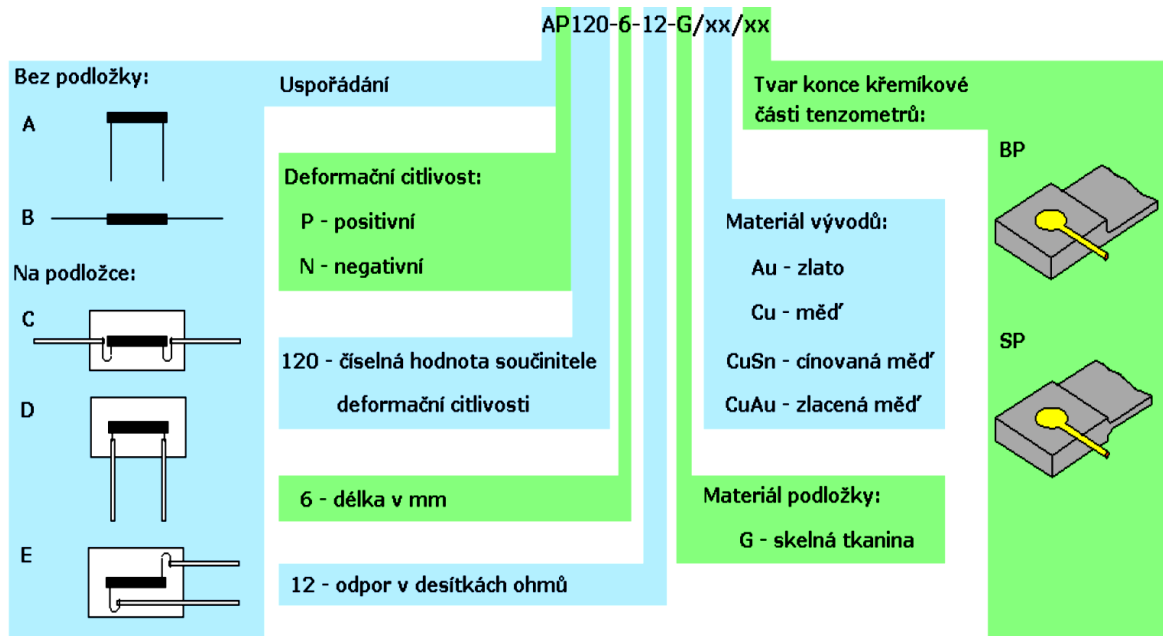 AP120-6-12-G/xx/xx
Bez podložky:
A
B
Na podložce:
C
D
E
Uspořádání
Deformační citlivost:
P - positivní
N - negativní
120 - číselná hodnota součinitele
deformační citlivosti
6 - délka v mm
12 - odpor v desítkách ohmů
Materiál vývodů:
Au - zlato
Cu - měď
CuSn - cínovaná měď
CuAu - zlacená měď
Materiál podložky:
G - skelná tkanina
Tvar konce křemíkové
části tenzometrů:
BP
SP